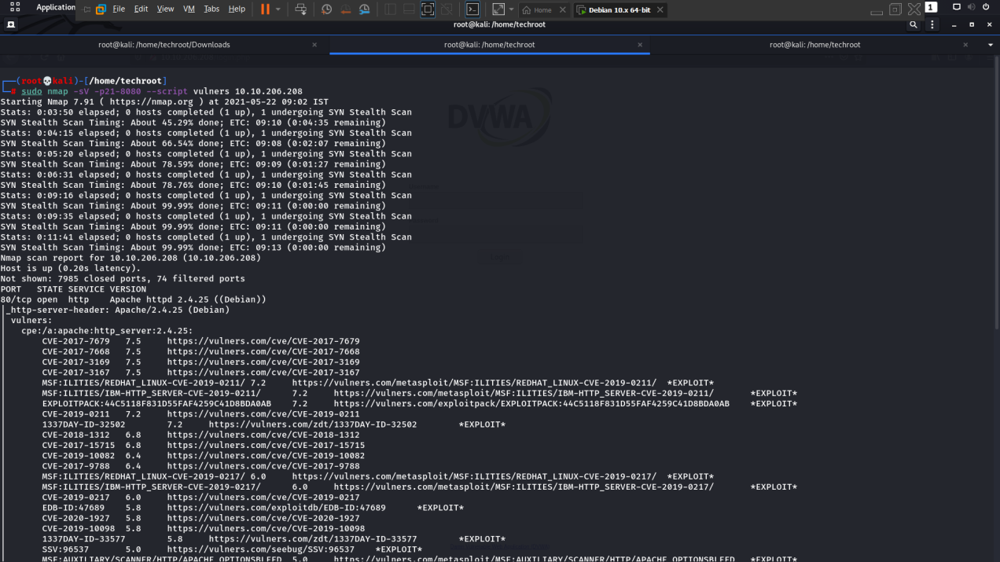 Application
File Edit View VM Tabs Help
Home
Debian 10.x 64-bit
1
root@kali: /home/techroot
root@kali: /home/techroot/Downloads
root@kali: /home/techroot
root@kali: /home/techroot
DVWA
┌──(root💀kali)-[/home/techroot]
└─# sudo nmap -sV -p21-8080 --script vulners 10.10.206.208
Starting Nmap 7.91 ( https://nmap.org ) at 2021-05-22 09:02 IST
Stats: 0:03:50 elapsed; 0 hosts completed (1 up), 1 undergoing SYN Stealth Scan
SYN Stealth Scan Timing: About 45.29% done; ETC: 09:10 (0:04:35 remaining)
Stats: 0:04:15 elapsed; 0 hosts completed (1 up), 1 undergoing SYN Stealth Scan
SYN Stealth Scan Timing: About 66.54% done; ETC: 09:08 (0:02:07 remaining)
Stats: 0:05:20 elapsed; 0 hosts completed (1 up), 1 undergoing SYN Stealth Scan
SYN Stealth Scan Timing: About 78.59% done; ETC: 09:09 (0:01:27 remaining)
Stats: 0:06:31 elapsed; 0 hosts completed (1 up), 1 undergoing SYN Stealth Scan
SYN Stealth Scan Timing: About 78.76% done; ETC: 09:10 (0:01:45 remaining)
Stats: 0:09:16 elapsed; 0 hosts completed (1 up), 1 undergoing SYN Stealth Scan
SYN Stealth Scan Timing: About 99.99% done; ETC: 09:11 (0:00:00 remaining)
Stats: 0:09:35 elapsed; 0 hosts completed (1 up), 1 undergoing SYN Stealth Scan
SYN Stealth Scan Timing: About 99.99% done; ETC: 09:11 (0:00:00 remaining)
Stats: 0:11:41 elapsed; 0 hosts completed (1 up), 1 undergoing SYN Stealth Scan
SYN Stealth Scan Timing: About 99.99% done; ETC: 09:13 (0:00:00 remaining)
Nmap scan report for 10.10.206.208 (10.10.206.208)
Host is up (0.20s latency).
Not shown: 7985 closed ports, 74 filtered ports
PORT   STATE SERVICE VERSION
80/tcp open  http    Apache httpd 2.4.25 ((Debian))
|_http-server-header: Apache/2.4.25 (Debian)
| vulners:
|   cpe:/a:apache:http_server:2.4.25:
|       CVE-2017-7679   7.5     https://vulners.com/cve/CVE-2017-7679
|       CVE-2017-7668   7.5     https://vulners.com/cve/CVE-2017-7668
|       CVE-2017-3169   7.5     https://vulners.com/cve/CVE-2017-3169
|       CVE-2017-3167   7.5     https://vulners.com/cve/CVE-2017-3167
|       MSF:ILITIES/REDHAT_LINUX-CVE-2019-0211/ 7.2     https://vulners.com/metasploit/MSF:ILITIES/REDHAT_LINUX-CVE-2019-0211/  *EXPLOIT*
|       MSF:ILITIES/IBM-HTTP_SERVER-CVE-2019-0211/      7.2     https://vulners.com/metasploit/MSF:ILITIES/IBM-HTTP_SERVER-CVE-2019-0211/       *EXPLOIT*
|       EXPLOITPACK:44C5118F831D55FAF4259C41D8BDA0AB    7.2     https://vulners.com/exploitpack/EXPLOITPACK:44C5118F831D55FAF4259C41D8BDA0AB    *EXPLOIT*
|       CVE-2019-0211   7.2     https://vulners.com/cve/CVE-2019-0211
|       1337DAY-ID-32502        7.2     https://vulners.com/zdt/1337DAY-ID-32502        *EXPLOIT*
|       CVE-2018-1312   6.8     https://vulners.com/cve/CVE-2018-1312
|       CVE-2017-15715  6.8     https://vulners.com/cve/CVE-2017-15715
|       CVE-2019-10082  6.4     https://vulners.com/cve/CVE-2019-10082
|       CVE-2017-9788   6.4     https://vulners.com/cve/CVE-2017-9788
|       MSF:ILITIES/REDHAT_LINUX-CVE-2019-0217/ 6.0     https://vulners.com/metasploit/MSF:ILITIES/REDHAT_LINUX-CVE-2019-0217/  *EXPLOIT*
|       MSF:ILITIES/IBM-HTTP_SERVER-CVE-2019-0217/      6.0     https://vulners.com/metasploit/MSF:ILITIES/IBM-HTTP_SERVER-CVE-2019-0217/       *EXPLOIT*
|       CVE-2019-0217   6.0     https://vulners.com/cve/CVE-2019-0217
|       EDB-ID:47689    5.8     https://vulners.com/exploitdb/EDB-ID:47689      *EXPLOIT*
|       CVE-2020-1927   5.8     https://vulners.com/cve/CVE-2020-1927
|       CVE-2019-10098  5.8     https://vulners.com/cve/CVE-2019-10098
|       1337DAY-ID-33577        5.8     https://vulners.com/zdt/1337DAY-ID-33577        *EXPLOIT*
|       SSV:96537       5.0     https://vulners.com/seebug/SSV:96537    *EXPLOIT*
|       MSF:AUXILIARY/SCANNER/HTTP/APACHE_OPTIONSBLEED  5.0     https://vulners.com/metasploit/MSF:AUXILIARY/SCANNER/HTTP/APACHE_OPTIONSBLEED   *EXPLOIT*